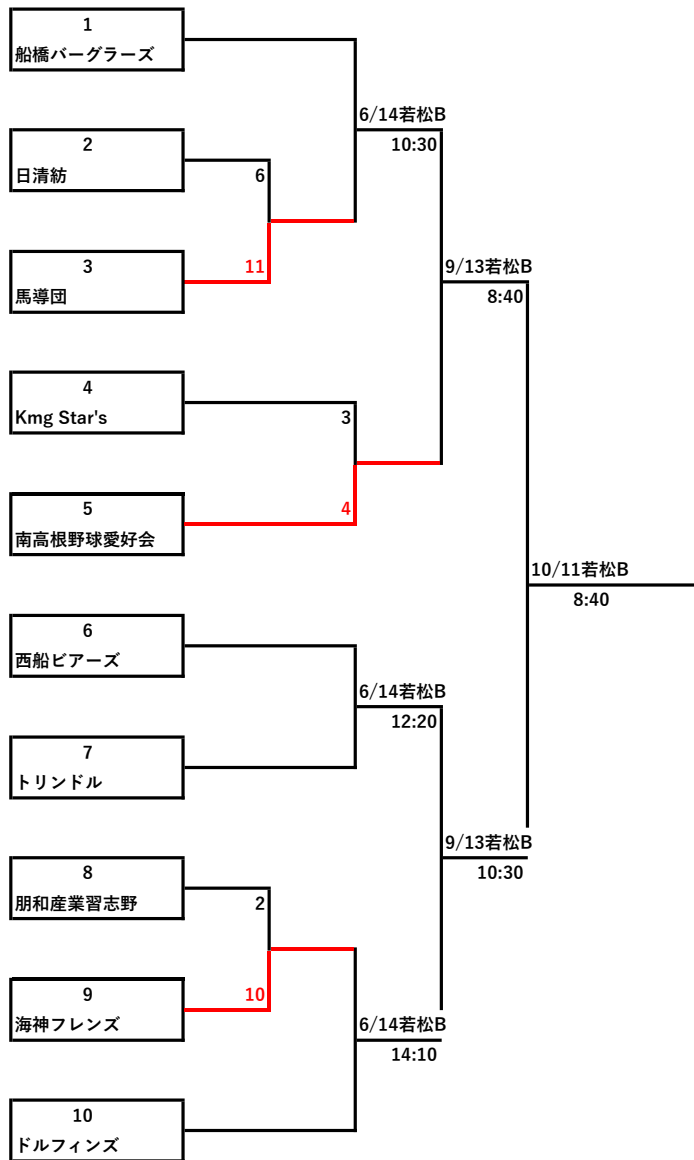 1
船橋バーグラーズ
6/14若松B
10:30
2
日清紡
6
3
馬導団
11
9/13若松B
8:40
4
Kmg Star's
3
5
南高根野球愛好会
4
10/11若松B
8:40
6
西船ビアーズ
6/14若松B
12:20
7
トリンドル
9/13若松B
10:30
8
朋和産業習志野
2
9
海神フレンズ
10
6/14若松B
14:10
10
ドルフィンズ